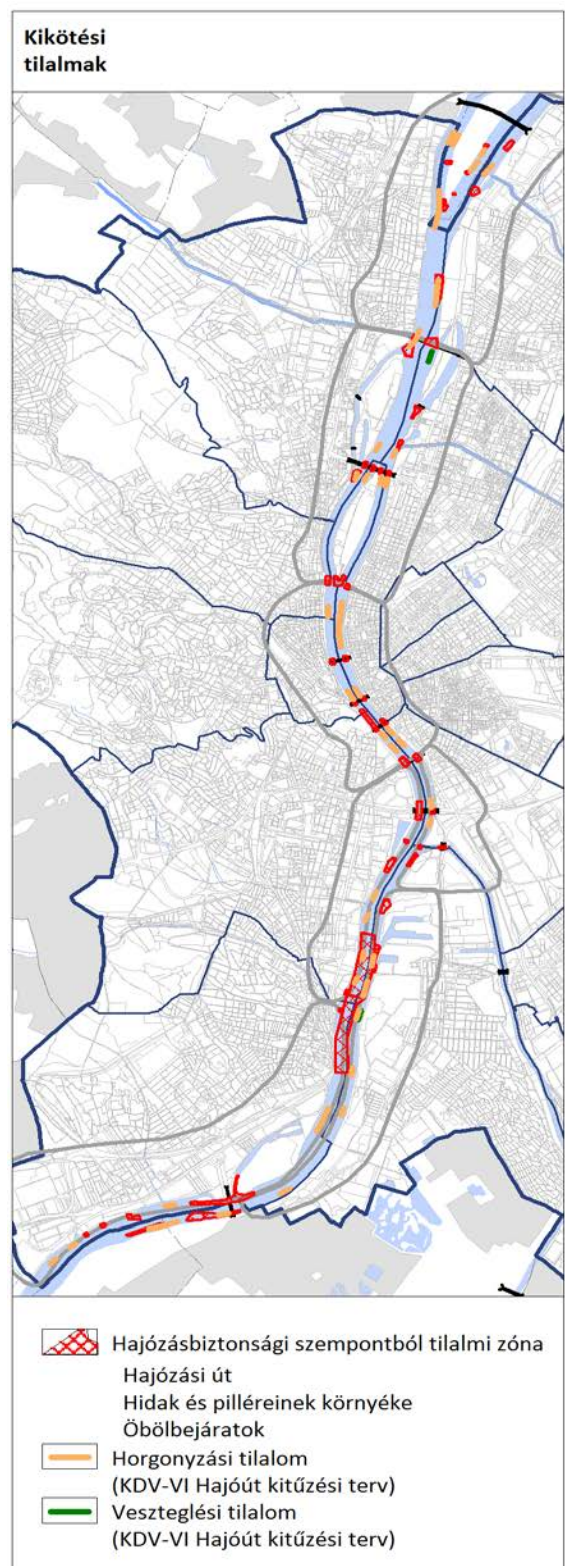 Kikötési
tilalmak
Hajózásbiztonsági szempontból tilalmi zóna
Hajózási út
Hidak és pilléreinek környéke
Öbölbejáratok
Horgonyzási tilalom
(KDV-VI Hajóút kitűzési terv)
Veszteglési tilalom
(KDV-VI Hajóút kitűzési terv)